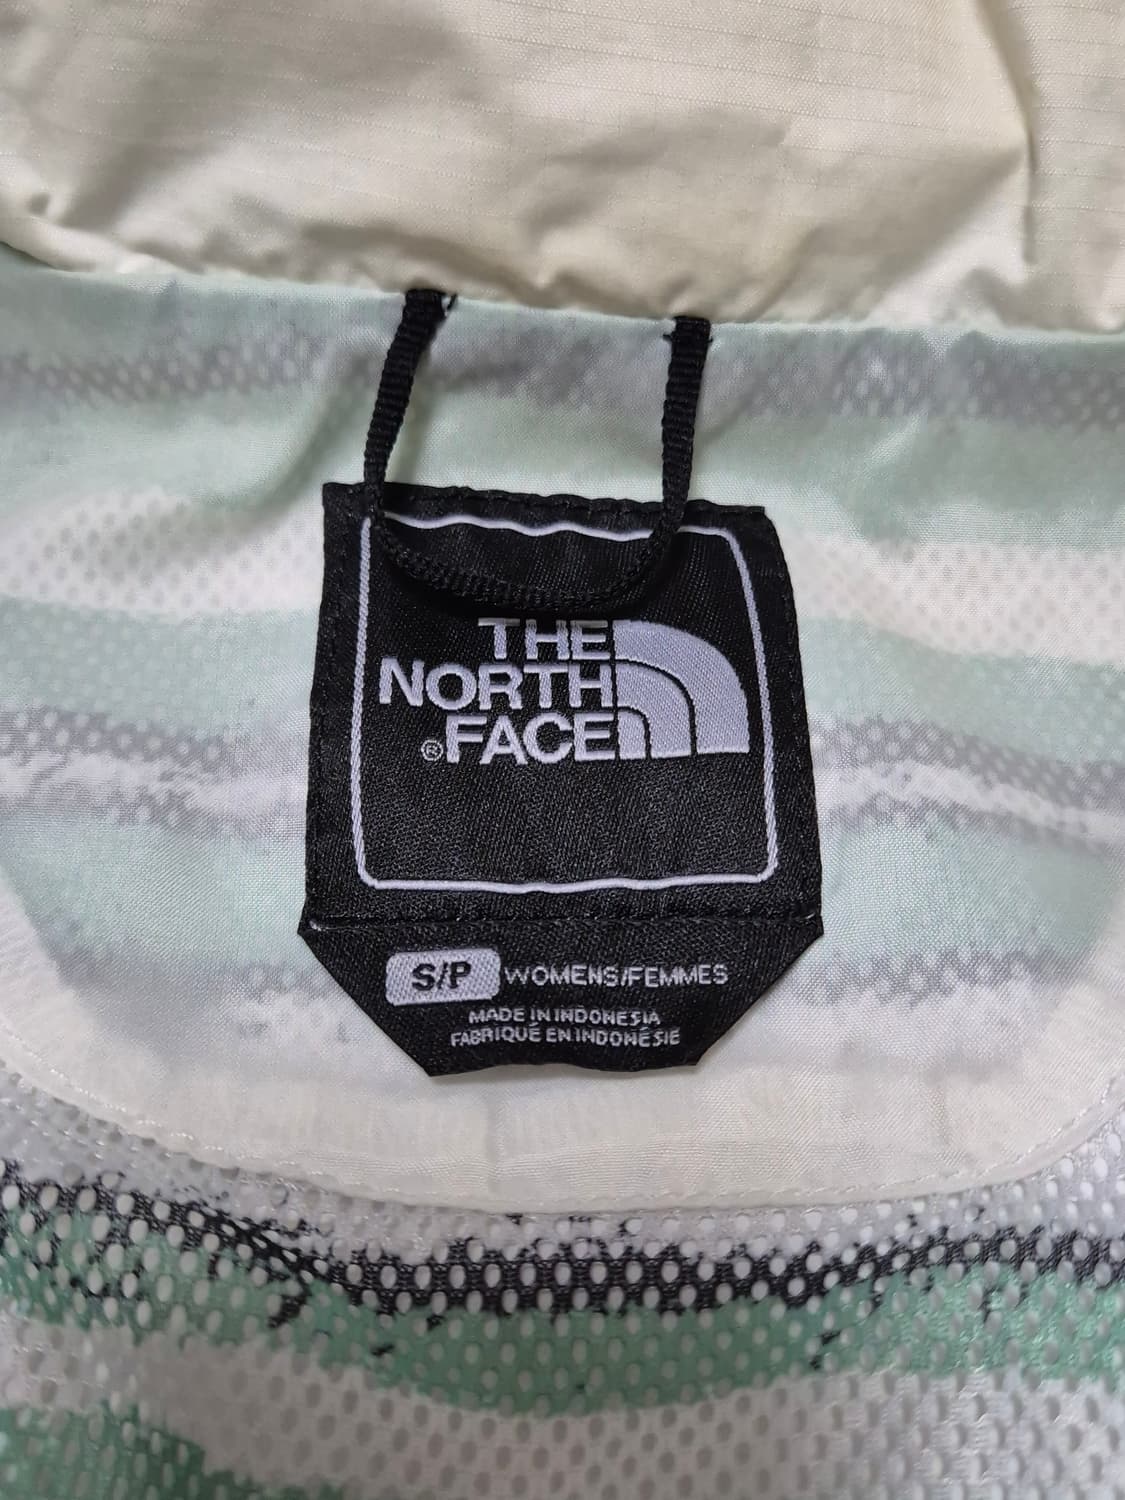 THE
NORTH
®FACE
S/P WOMENS/FEMMES
MADE IN INDONESIA
FABRIQUÉ EN INDONÉSIE